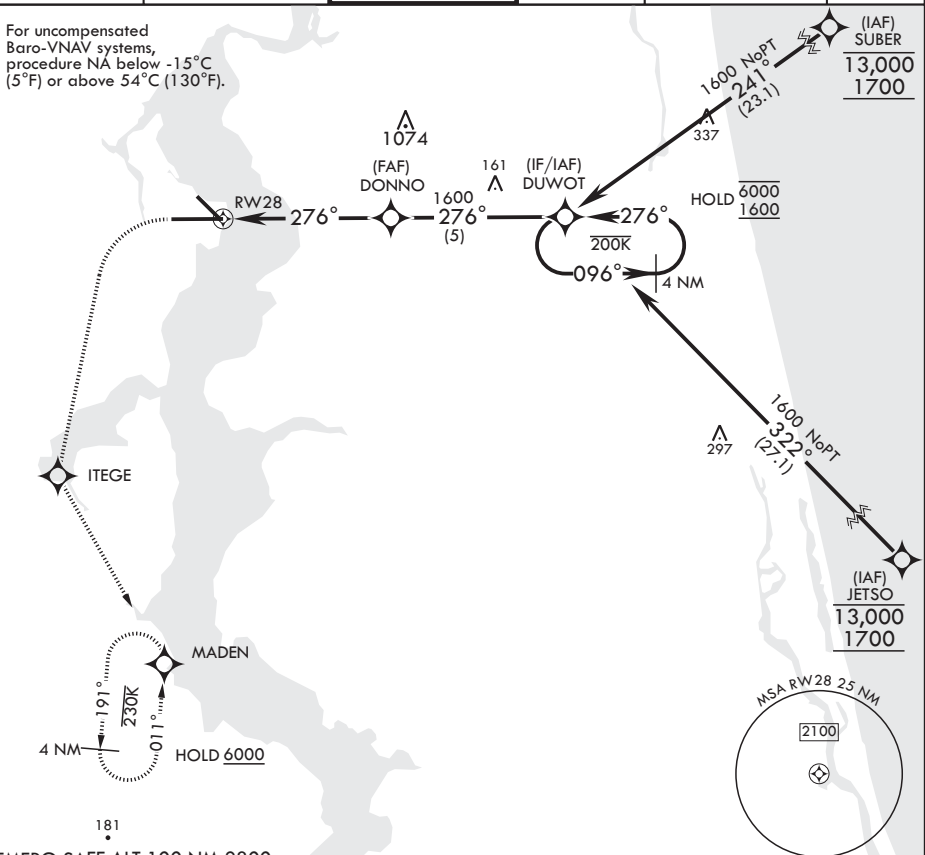 For uncompensated
Baro-VNAV systems,
procedure NA below -15°C
(5°F) or above 54°C (130°F).
(IAF)
SUBER
13,000
1700
1600 NoPT
241°
(23.1)
337
1074
(FAF)
DONNO
161
(IF/IAF)
DUWOT
HOLD 6000
1600
RW28
276°
1600
276°
(5)
276°
200K
096°
4 NM
1600 NoPT
322°
(27.1)
297
ITEGE
(IAF)
JETSO
13,000
1700
MADEN
191°
230K
011°
4 NM
HOLD 6000
MSA RW28 25 NM
2100
181